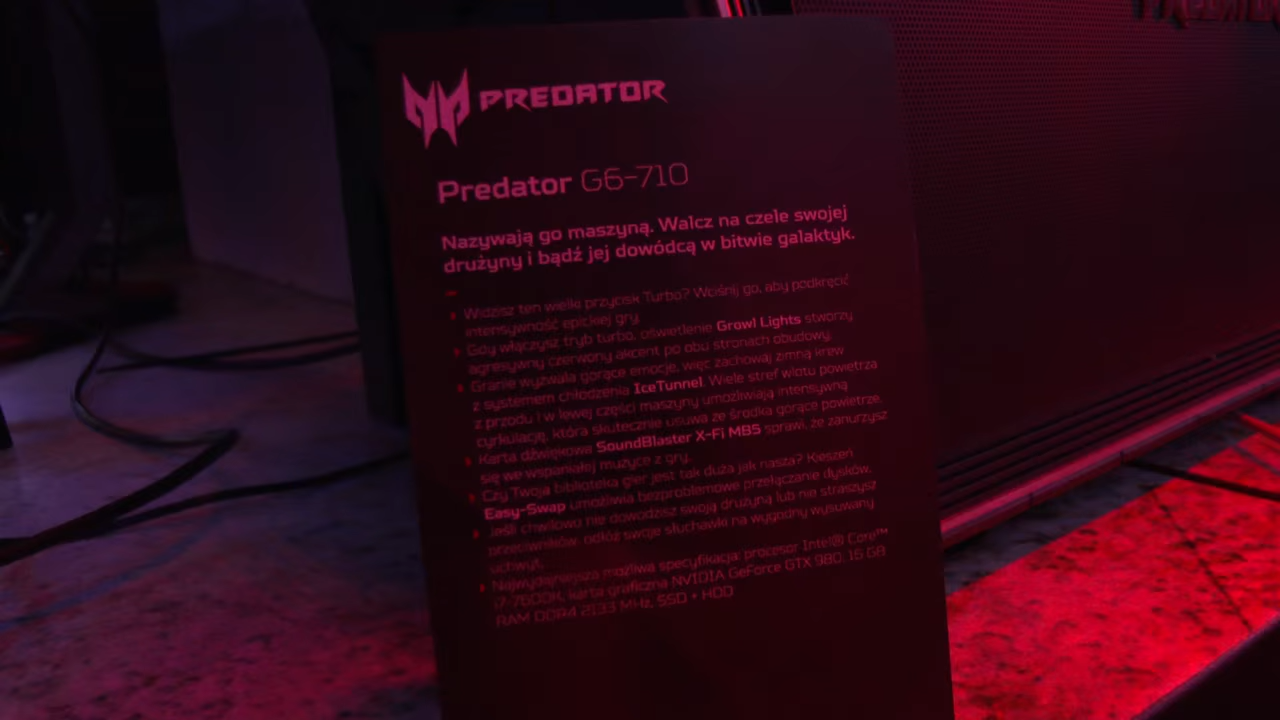 PREDATOR
Predator G6-710
Nazywają go maszyną. Walcz na czele swojej
drużyny i bądź jej dowódcą w bitwie galaktyk.
Widzisz ten wielki przycisk Turbo? Wciśnij go, aby podkręcić
intensywność epickiej gry.
Gdy włączysz tryb turbo, oświetlenie Growl Lights stworzy
agresywny czerwony akcent po obu stronach obudowy.
Granie wyzwala gorące emocje, więc zachowaj zimną krew
z systemem chłodzenia IceTunnel. Wiele stref wlotu powietrza
z przodu i w lewej części maszyny umożliwiają intensywną
cyrkulację, która skutecznie usuwa ze środka gorące powietrze.
Karta dźwiękowa SoundBlaster X-Fi MB5 sprawi, że zanurzysz
się we wspaniałej muzyce z gry.
Czy Twoja biblioteka gier jest tak duża jak nasza? Kieszeń
Easy-Swap umożliwia bezproblemowe przełączanie dysków.
Jeśli chwilowo nie dowodzisz swoją drużyną lub nie straszysz
przeciwników, odłóż swoje słuchawki na wygodny wysuwany
uchwyt.
Najwydajniejsza możliwa specyfikacja: procesor Intel® Core™
karta graficzna NVIDIA GeForce GTX 980, 16 GB
RAM DDR4 2133 MHz, SSD + HDD